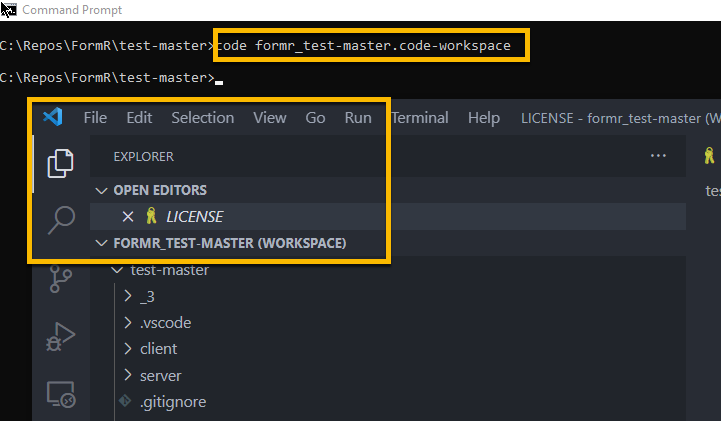 Command Prompt
C:\Repos\FormR\test-master>code formr_test-master.code-workspace
C:\Repos\FormR\test-master>
File Edit Selection View Go Run Terminal Help LICENSE - formr_test-master (W
EXPLORER ...
OPEN EDITORS
LICENSE
FORMR_TEST-MASTER (WORKSPACE)
test-master
_3
.vscode
client
server
.gitignore
tes